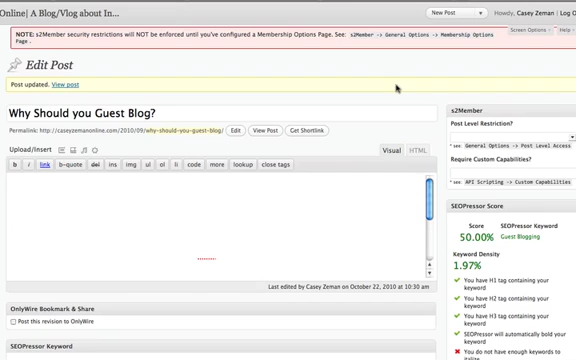 Online| A Blog/Vlog about In...
New Post
Howdy, Casey Zeman | Log O
Screen Options
Help
NOTE: s2Member security restrictions will NOT be enforced until you've configured a Membership Options Page. See: s2Member -> General Options -> Membership Options
Page .
Edit Post
Post updated. View post
Why Should you Guest Blog?
Permalink: http://caseyzemanonline.com/2010/09/why-should-you-guest-blog/ Edit View Post Get Shortlink
Upload/Insert
Visual HTML
b i link b-quote del ins img ul ol li code more lookup close tags
Last edited by Casey Zeman on October 22, 2010 at 10:30 am
OnlyWire Bookmark & Share
Post this revision to OnlyWire
SEOPressor Keyword
s2Member
Post Level Restriction?
* see: General Options -> Post Level Access
Require Custom Capabilities?
* see: API Scripting -> Custom Capabilities
SEOPressor Score
Score SEOPressor Keyword
50.00% Guest Blogging
Keyword Density
1.97%
You have H1 tag containing your
keyword
You have H2 tag containing your
keyword
You have H3 tag containing your
keyword
SEOPressor will automatically bold your
keyword
You do not have enough keywords to
italize